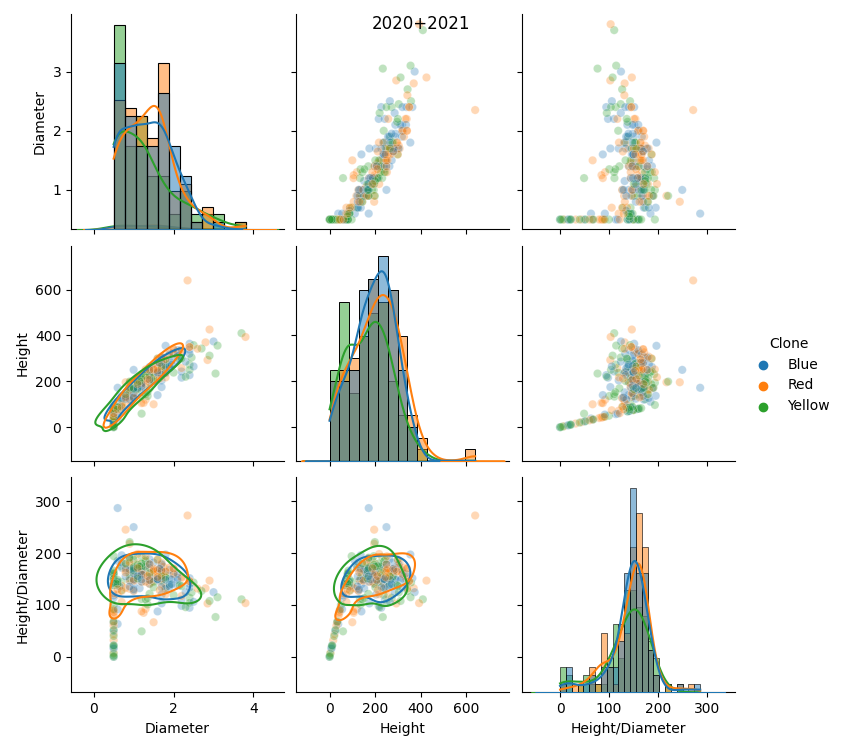 2020+2021
Diameter
3
2
1
Height
600
400
200
0
Clone
Blue
Red
Yellow
Height/Diameter
300
200
100
0
0 2 4
0 200 400 600
0 100 200 300
Diameter Height Height/Diameter